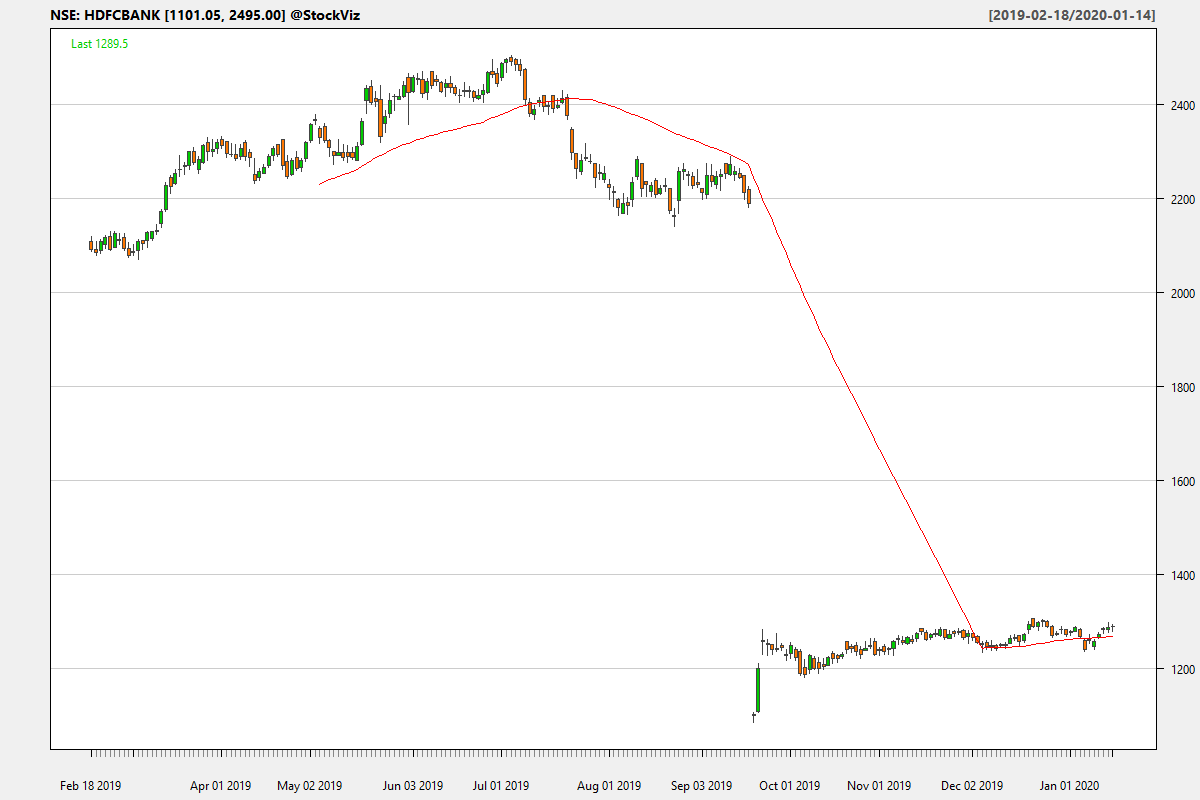 NSE: HDFCBANK [1101.05, 2495.00] @StockViz
[2019-02-18/2020-01-14]
Last 1289.5
2400
2200
2000
1800
1600
1400
1200
Feb 18 2019 Apr 01 2019 May 02 2019 Jun 03 2019 Jul 01 2019 Aug 01 2019 Sep 03 2019 Oct 01 2019 Nov 01 2019 Dec 02 2019 Jan 01 2020